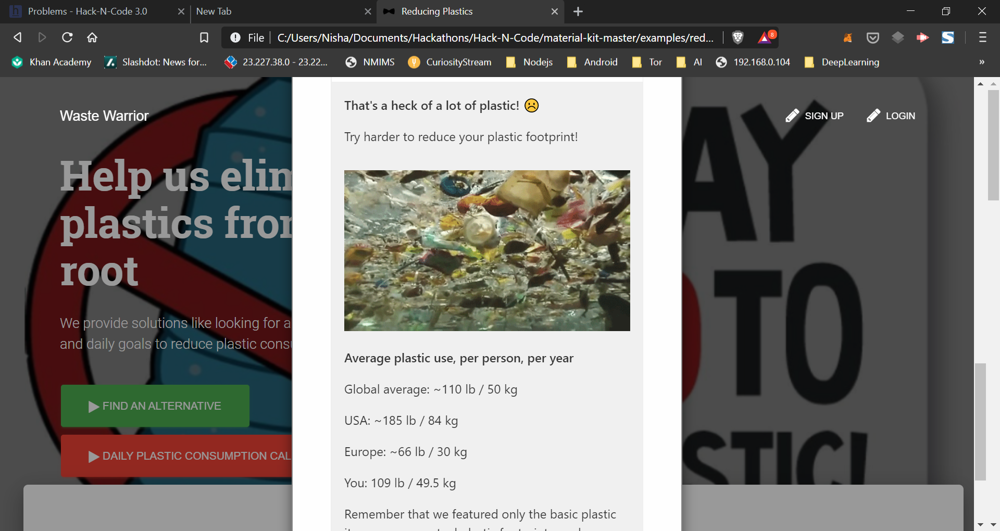 Problems - Hack-N-Code 3.0
New Tab
Reducing Plastics
File
C:/Users/Nisha/Documents/Hackathons/Hack-N-Code/material-kit-master/examples/red...
8
Khan Academy
Slashdot: News for...
23.227.38.0 - 23.22...
NMIMS
CuriosityStream
Nodejs
Android
Tor
AI
192.168.0.104
DeepLearning
»
Waste Warrior
SIGN UP
LOGIN
Help us elim
plastics from
root
We provide solutions like looking for a
and daily goals to reduce plastic cons
FIND AN ALTERNATIVE
DAILY PLASTIC CONSUMPTION CAL
That's a heck of a lot of plastic! ☹️
Try harder to reduce your plastic footprint!
Average plastic use, per person, per year
Global average: ~110 lb / 50 kg
USA: ~185 lb / 84 kg
Europe: ~66 lb / 30 kg
You: 109 lb / 49.5 kg
Remember that we featured only the basic plastic
AY
TO
STIC!